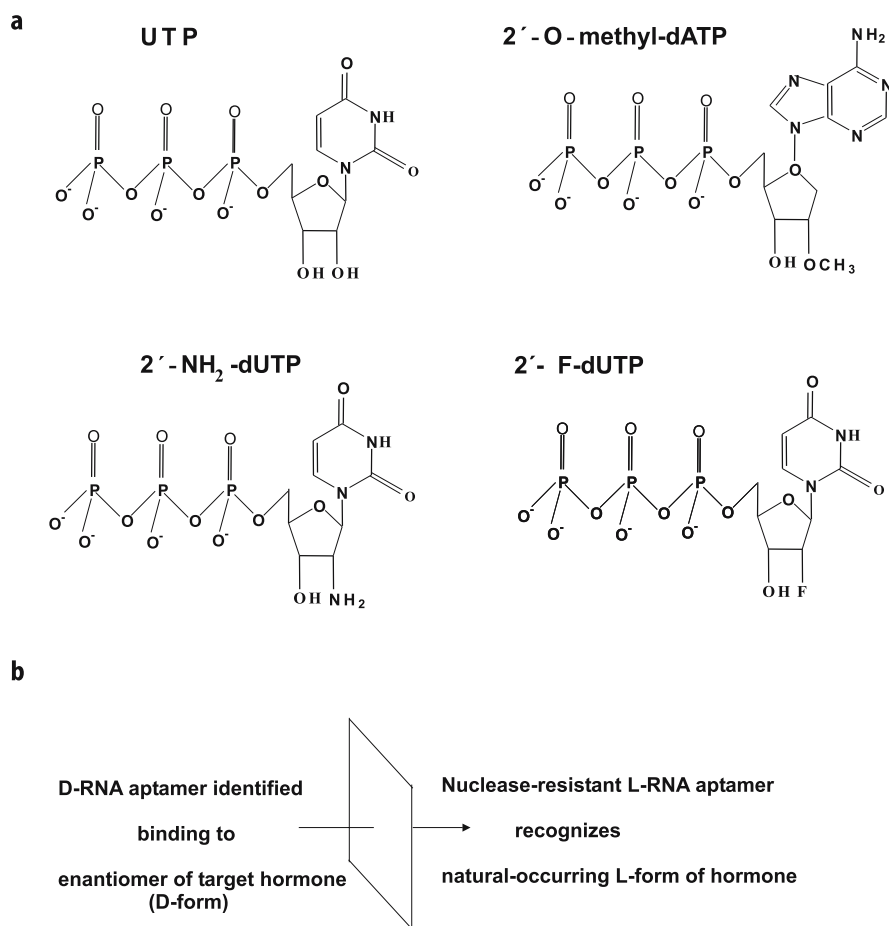 a
UTP
2´-O-methyl-dATP
NH2
O
N
N
O
O
O
NH
O
O
O
N
N
P
P
P
N
O
P
P
P
N
O-
O
O
O
O
O-
O
O
O
O
O-
O-
O-
O-
O-
O-
OH OH
OH OCH3
2´-NH2-dUTP
2´- F-dUTP
O
O
O
O
O
NH
O
O
O
NH
P
P
P
N
O
P
P
P
N
O
O-
O
O
O
O
O-
O
O
O
O
O-
O-
O-
O-
O-
O-
OH NH2
OH F
b
D-RNA aptamer identified
binding to
enantiomer of target hormone
(D-form)
Nuclease-resistant L-RNA aptamer
recognizes
natural-occurring L-form of hormone